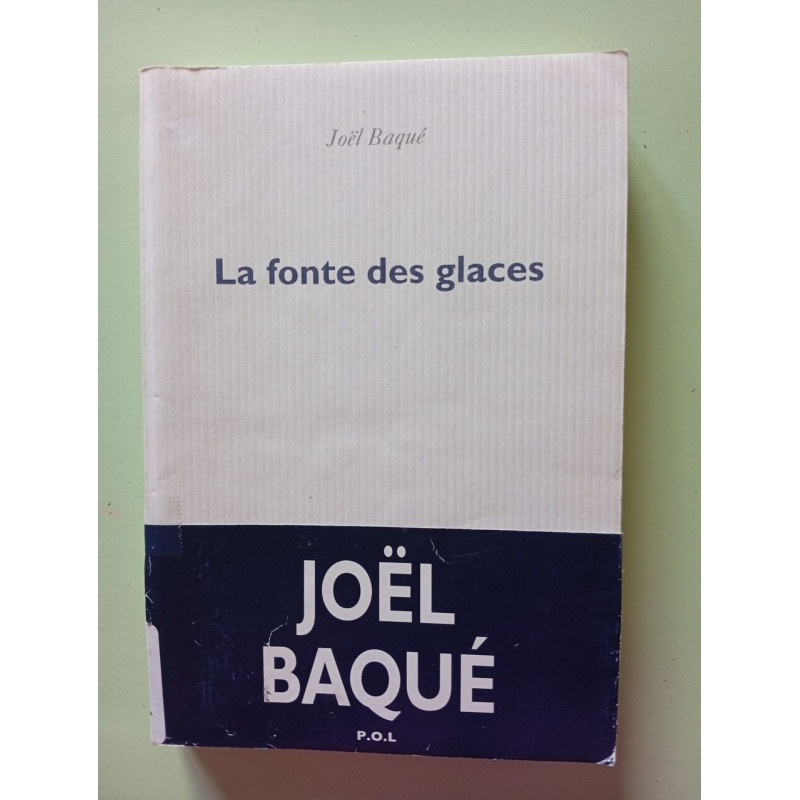 Joël Baqué
La fonte des glaces
JOËL
BAQUÉ
P.O.L